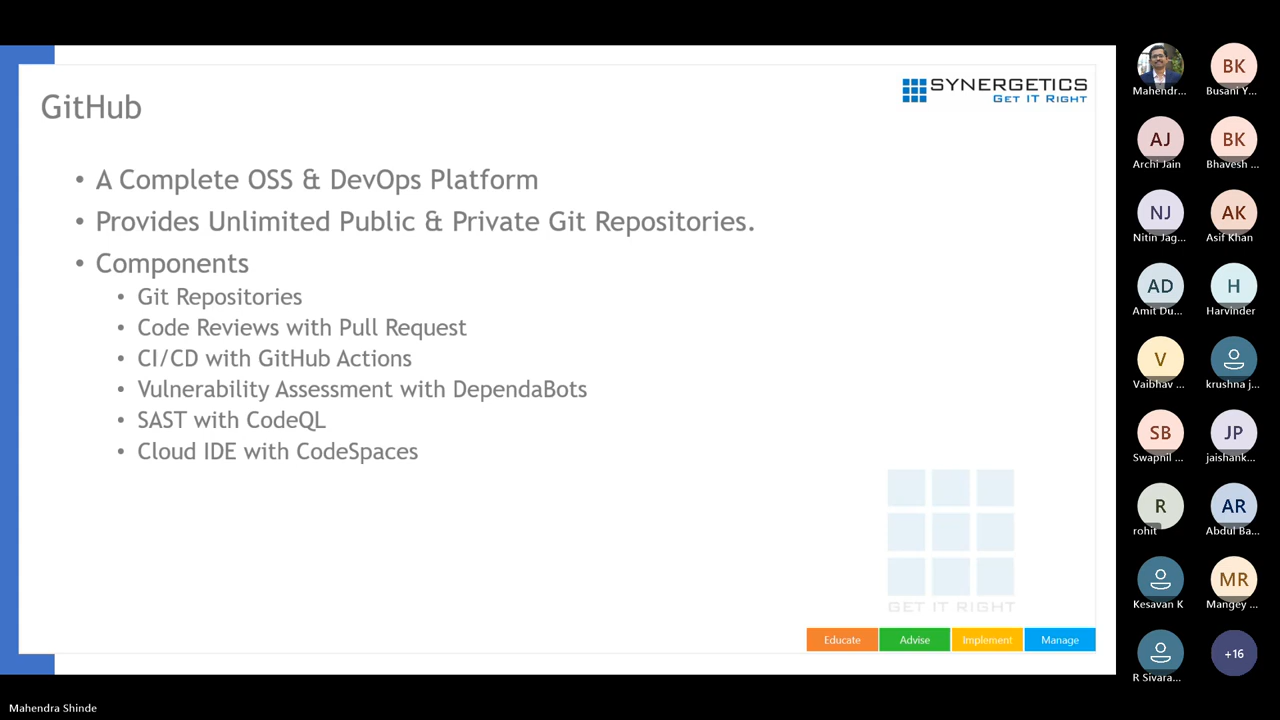 GitHub
SYNERGETICS
GET IT RIGHT
• A Complete OSS & DevOps Platform
• Provides Unlimited Public & Private Git Repositories.
• Components
• Git Repositories
• Code Reviews with Pull Request
• CI/CD with GitHub Actions
• Vulnerability Assessment with DependaBots
• SAST with CodeQL
• Cloud IDE with CodeSpaces
GET IT RIGHT
Educate Advise Implement Manage
Mahendra Shinde
BK
Mahendr... Busani Y...
AJ BK
Archi Jain Bhavesh ...
NJ AK
Nitin Jag... Asif Khan
AD H
Amit Du... Harvinder
V
Vaibhav ... krushna j...
SB JP
Swapnil ... jaishank...
R AR
rohit Abdul Ba...
MR
Kesavan K Mangey ...
+16
R Sivara...